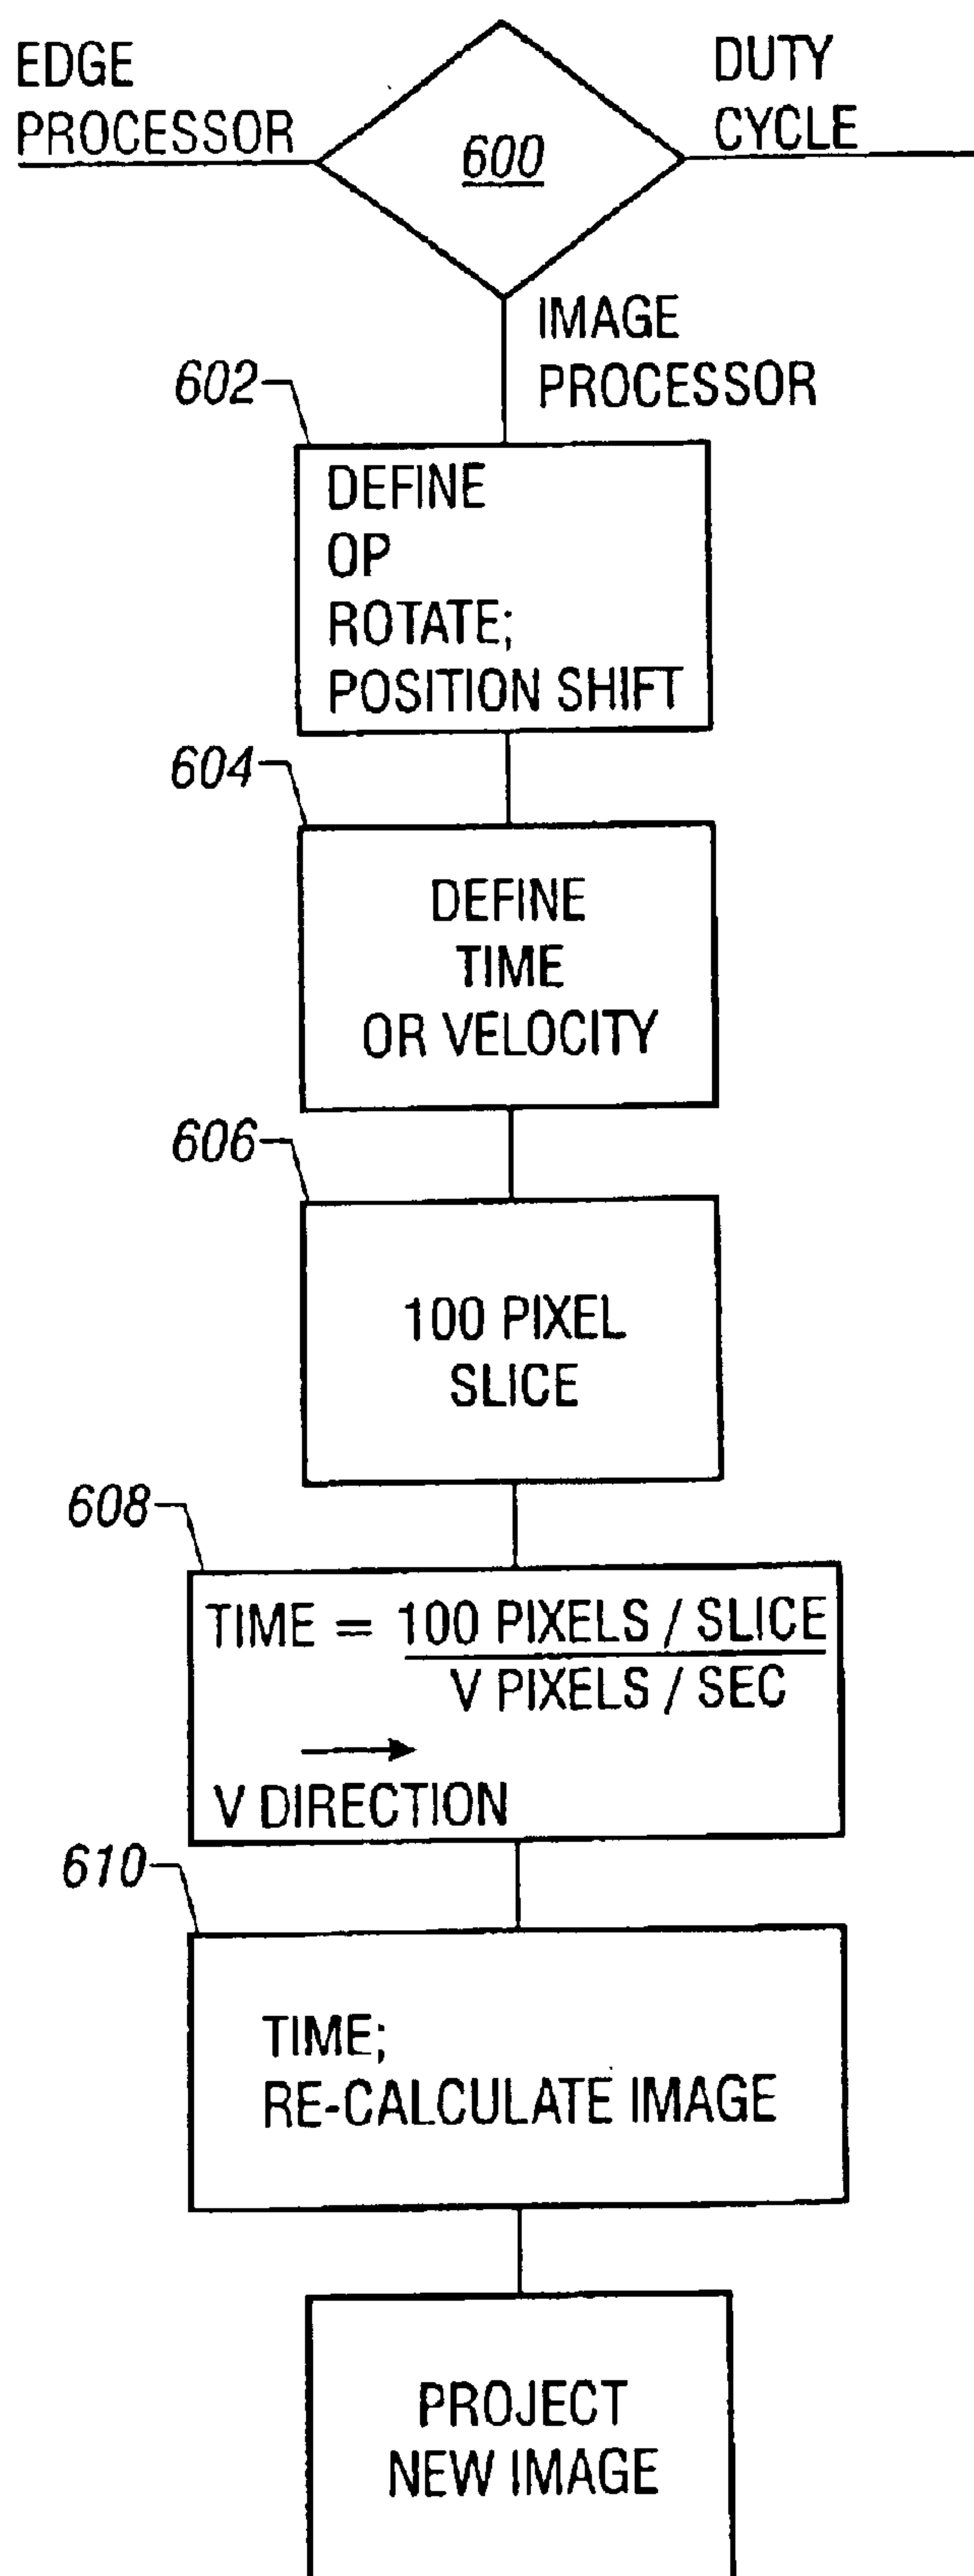 EDGE
PROCESSOR
600
DUTY
CYCLE
IMAGE
PROCESSOR
602
DEFINE
OP
ROTATE;
POSITION SHIFT
604
DEFINE
TIME
OR VELOCITY
606
100 PIXEL
SLICE
608
TIME = 100 PIXELS / SLICE
V PIXELS / SEC
V DIRECTION
610
TIME;
RE-CALCULATE IMAGE
PROJECT
NEW IMAGE